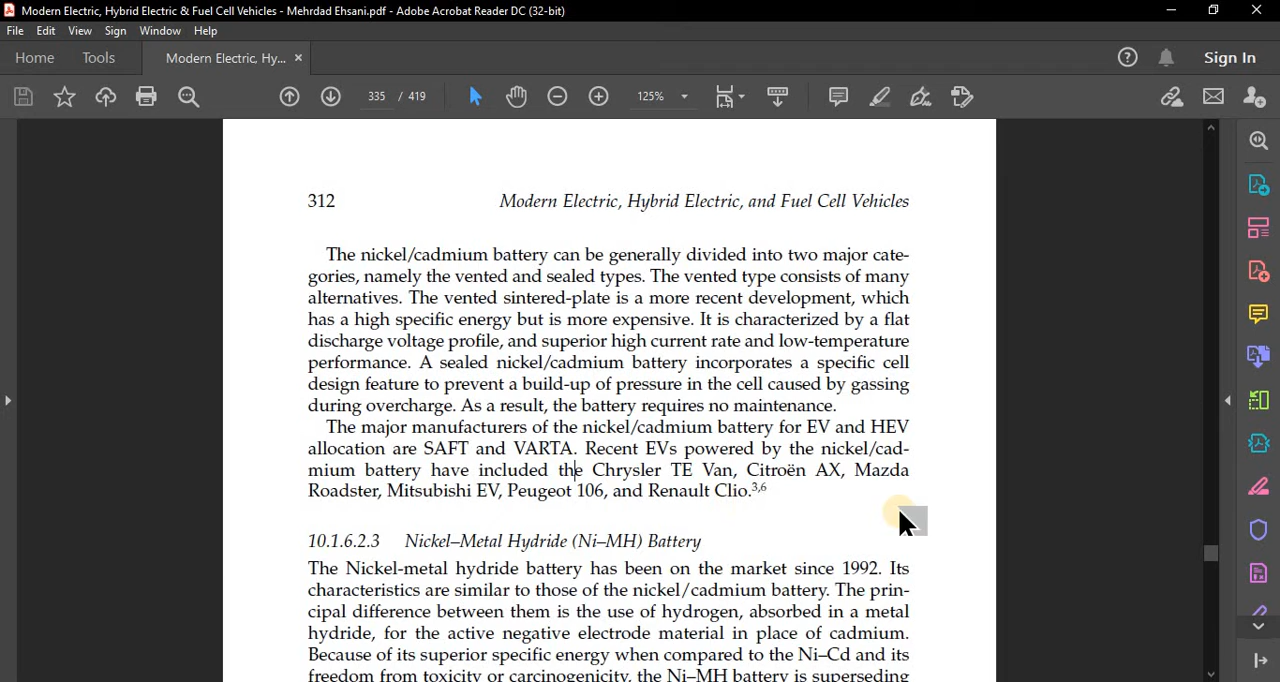 Modern Electric, Hybrid Electric & Fuel Cell Vehicles - Mehrdad Ehsani.pdf - Adobe Acrobat Reader DC (32-bit)
File Edit View Sign Window Help
Home Tools Modern Electric, Hy... × Sign In
335 / 419 125%
312 Modern Electric, Hybrid Electric, and Fuel Cell Vehicles
The nickel/cadmium battery can be generally divided into two major cate-
gories, namely the vented and sealed types. The vented type consists of many
alternatives. The vented sintered-plate is a more recent development, which
has a high specific energy but is more expensive. It is characterized by a flat
discharge voltage profile, and superior high current rate and low-temperature
performance. A sealed nickel/cadmium battery incorporates a specific cell
design feature to prevent a build-up of pressure in the cell caused by gassing
during overcharge. As a result, the battery requires no maintenance.
The major manufacturers of the nickel/cadmium battery for EV and HEV
allocation are SAFT and VARTA. Recent EVs powered by the nickel/cad-
mium battery have included the Chrysler TE Van, Citroën AX, Mazda
Roadster, Mitsubishi EV, Peugeot 106, and Renault Clio.3,6
10.1.6.2.3 Nickel–Metal Hydride (Ni–MH) Battery
The Nickel-metal hydride battery has been on the market since 1992. Its
characteristics are similar to those of the nickel/cadmium battery. The prin-
cipal difference between them is the use of hydrogen, absorbed in a metal
hydride, for the active negative electrode material in place of cadmium.
Because of its superior specific energy when compared to the Ni–Cd and its
freedom from toxicity or carcinogenicity, the Ni–MH battery is superseding